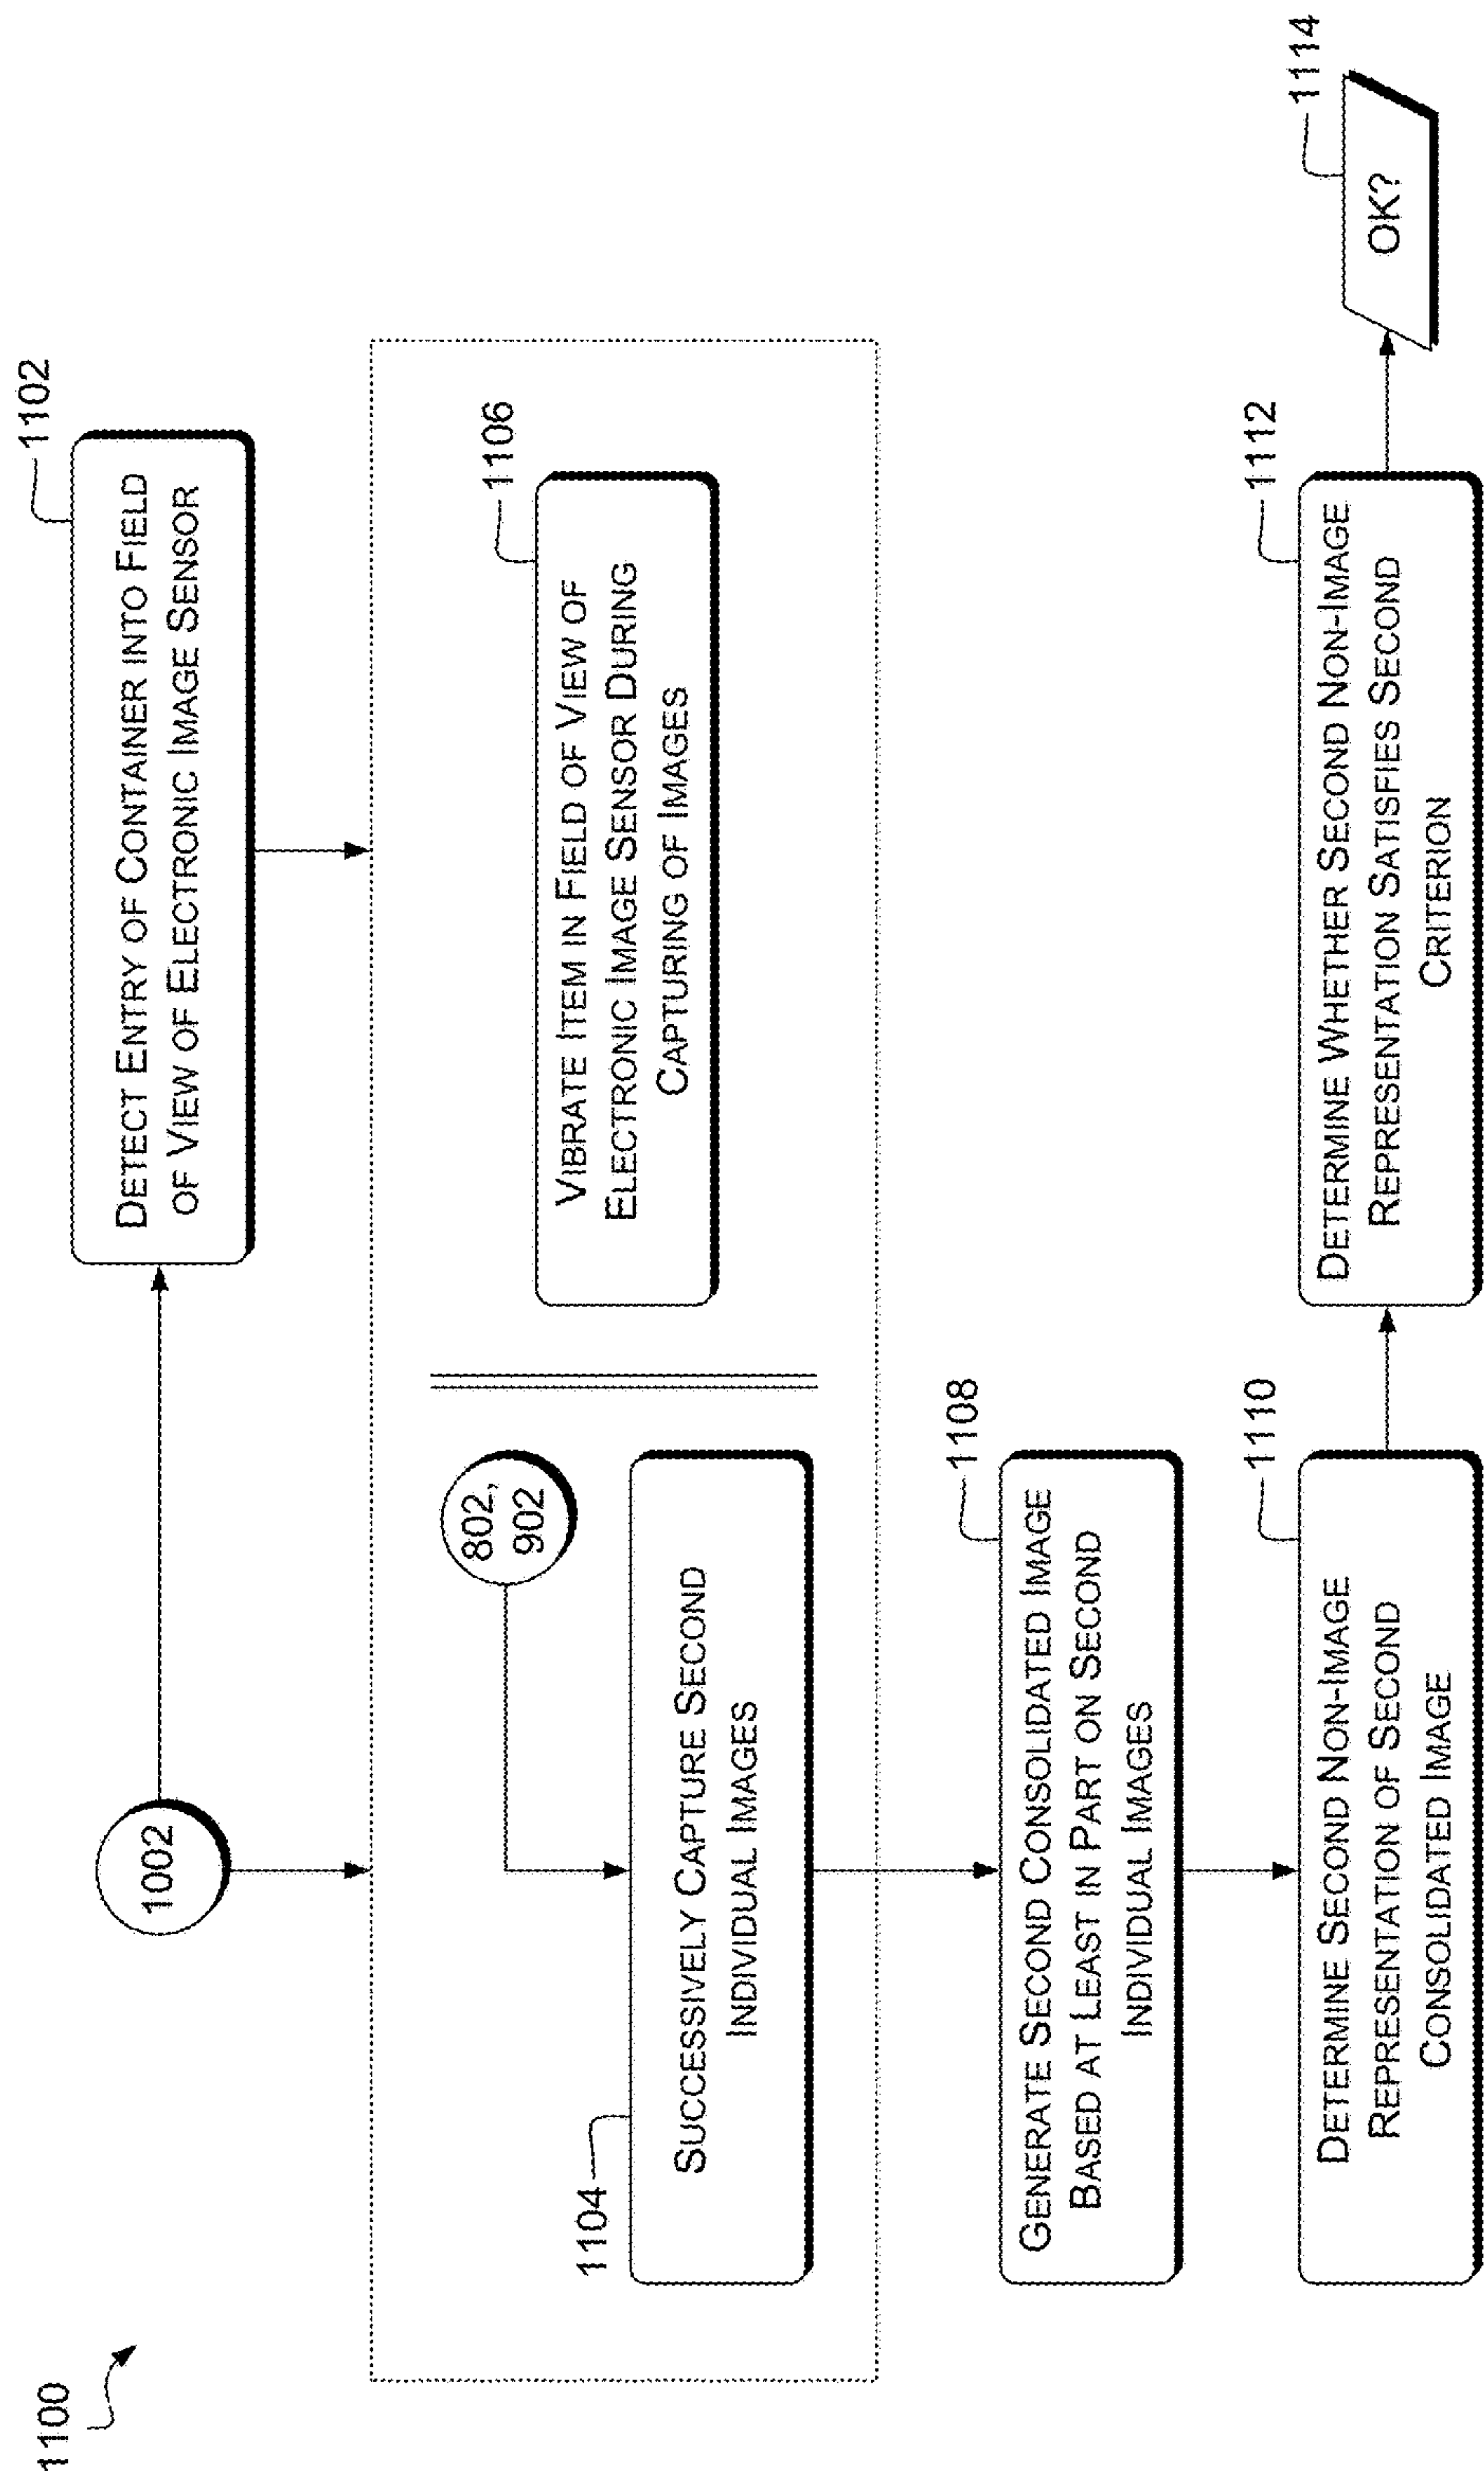 1100
1002
1102
DETECT ENTRY OF CONTAINER INTO FIELD
OF VIEW OF ELECTRONIC IMAGE SENSOR
802,
902
1104
SUCCESSIVELY CAPTURE SECOND
INDIVIDUAL IMAGES
1106
VIBRATE ITEM IN FIELD OF VIEW OF
ELECTRONIC IMAGE SENSOR DURING
CAPTURING OF IMAGES
1108
GENERATE SECOND CONSOLIDATED IMAGE
BASED AT LEAST IN PART ON SECOND
INDIVIDUAL IMAGES
1110
DETERMINE SECOND NON-IMAGE
REPRESENTATION OF SECOND
CONSOLIDATED IMAGE
1112
DETERMINE WHETHER SECOND NON-IMAGE
REPRESENTATION SATISFIES SECOND
CRITERION
1114
OK?